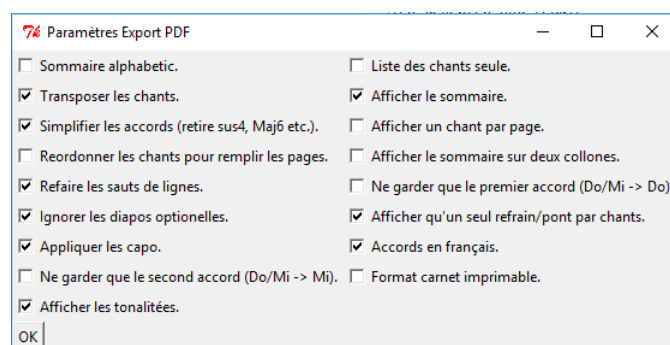 Paramètres Export PDF
Sommaire alphabetic.
Liste des chants seule.
Transposer les chants.
Afficher le sommaire.
Simplifier les accords (retire sus4, Maj6 etc.).
Afficher un chant par page.
Reordonner les chants pour remplir les pages.
Afficher le sommaire sur deux collones.
Refaire les sauts de lignes.
Ne garder que le premier accord (Do/Mi -> Do)
Ignorer les diapos optionelles.
Afficher qu'un seul refrain/pont par chants.
Appliquer les capo.
Accords en français.
Ne garder que le second accord (Do/Mi -> Mi).
Format carnet imprimable.
Afficher les tonalitées.
OK